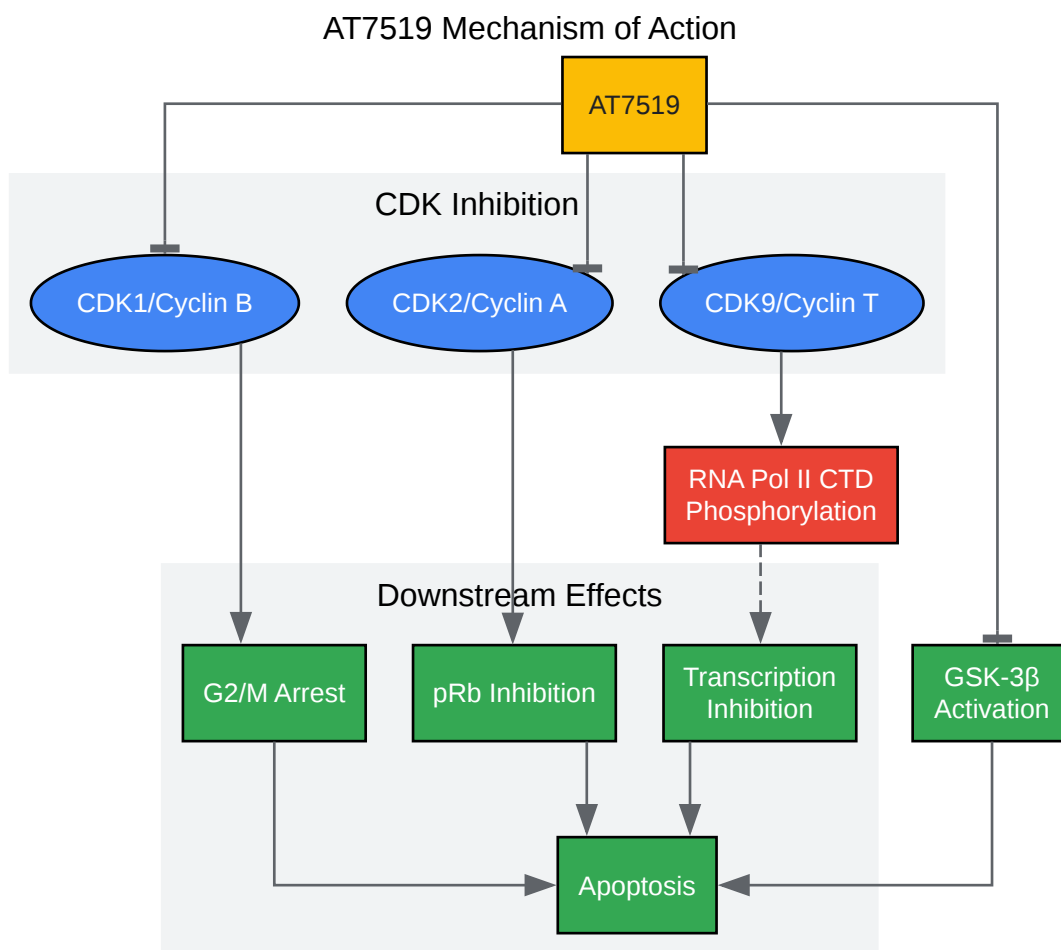 AT7519 Mechanism of Action
AT7519
CDK Inhibition
CDK1/Cyclin B
CDK2/Cyclin A
CDK9/Cyclin T
RNA Pol II CTD
Phosphorylation
Downstream Effects
G2/M Arrest
pRb Inhibition
Transcription
Inhibition
GSK-3β
Activation
Apoptosis